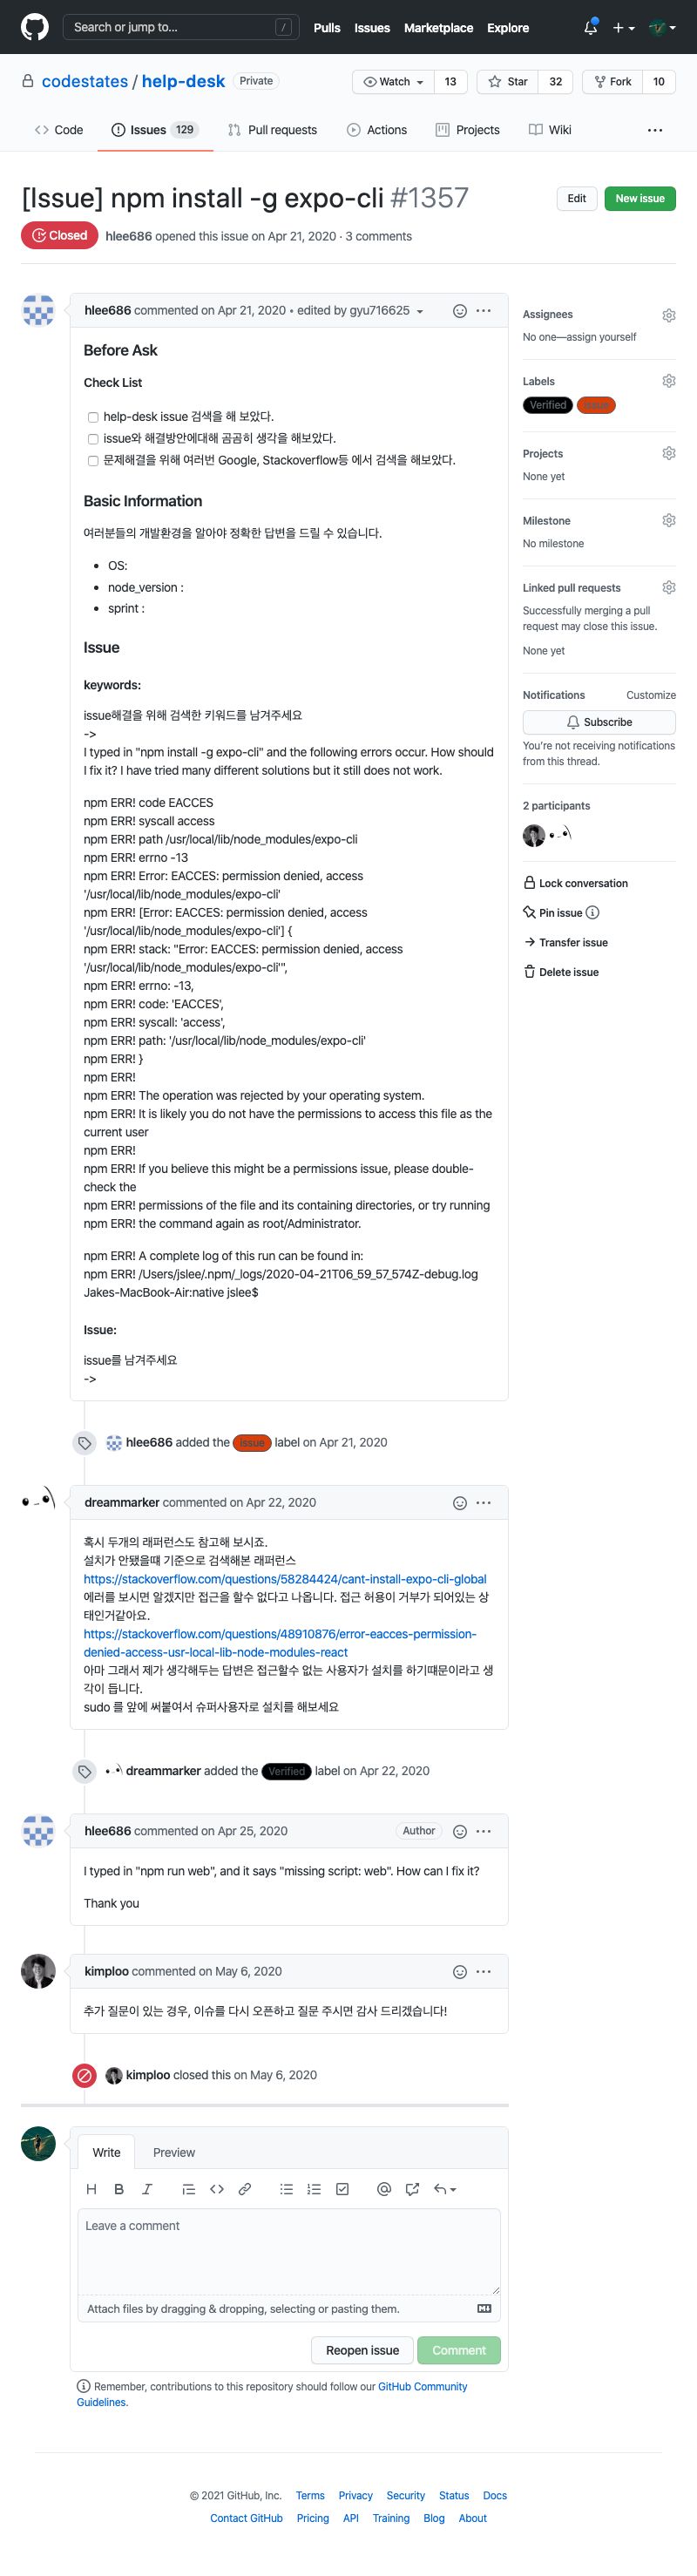 Search or jump to...
/
Pulls
Issues
Marketplace
Explore
codestates / help-desk
Private
Watch
13
Star
32
Fork
10
Code
Issues 129
Pull requests
Actions
Projects
Wiki
[Issue] npm install -g expo-cli #1357
Edit
New issue
Closed
hlee686 opened this issue on Apr 21, 2020 · 3 comments
hlee686 commented on Apr 21, 2020 • edited by gyu716625
Before Ask
Check List
help-desk issue 검색을 해 보았다.
issue와 해결방안에대해 곰곰히 생각을 해보았다.
문제해결을 위해 여러번 Google, Stackoverflow등 에서 검색을 해보았다.
Basic Information
여러분들의 개발환경을 알아야 정확한 답변을 드릴 수 있습니다.
OS:
node_version :
sprint :
Issue
keywords:
issue해결을 위해 검색한 키워드를 남겨주세요
->
I typed in "npm install -g expo-cli" and the following errors occur. How should
I fix it? I have tried many different solutions but it still does not work.
npm ERR! code EACCES
npm ERR! syscall access
npm ERR! path /usr/local/lib/node_modules/expo-cli
npm ERR! errno -13
npm ERR! Error: EACCES: permission denied, access
'/usr/local/lib/node_modules/expo-cli'
npm ERR! [Error: EACCES: permission denied, access
'/usr/local/lib/node_modules/expo-cli'] {
npm ERR! stack: "Error: EACCES: permission denied, access
'/usr/local/lib/node_modules/expo-cli'",
npm ERR! errno: -13,
npm ERR! code: 'EACCES',
npm ERR! syscall: 'access',
npm ERR! path: '/usr/local/lib/node_modules/expo-cli'
npm ERR! }
npm ERR!
npm ERR! The operation was rejected by your operating system.
npm ERR! It is likely you do not have the permissions to access this file as the
current user
npm ERR!
npm ERR! If you believe this might be a permissions issue, please double-
check the
npm ERR! permissions of the file and its containing directories, or try running
npm ERR! the command again as root/Administrator.
npm ERR! A complete log of this run can be found in:
npm ERR! /Users/jslee/.npm/_logs/2020-04-21T06_59_57_574Z-debug.log
Jakes-MacBook-Air:native jslee$
Issue:
issue를 남겨주세요
->
hlee686 added the issue label on Apr 21, 2020
dreammarker commented on Apr 22, 2020
혹시 두개의 래퍼런스도 참고해 보시죠.
설치가 안됐을떄 기준으로 검색해본 래퍼런스
https://stackoverflow.com/questions/58284424/cant-install-expo-cli-global
에러를 보시면 알겠지만 접근을 할수 없다고 나옵니다. 접근 허용이 거부가 되어있는 상
태인거같아요.
https://stackoverflow.com/questions/48910876/error-eacces-permission-
denied-access-usr-local-lib-node-modules-react
아마 그래서 제가 생각해두는 답변은 접근할수 없는 사용자가 설치를 하기떄문이라고 생
각이 듭니다.
sudo 를 앞에 써붙여서 슈퍼사용자로 설치를 해보세요
dreammarker added the Verified label on Apr 22, 2020
hlee686 commented on Apr 25, 2020
Author
I typed in "npm run web", and it says "missing script: web". How can I fix it?
Thank you
kimploo commented on May 6, 2020
추가 질문이 있는 경우, 이슈를 다시 오픈하고 질문 주시면 감사 드리겠습니다!
kimploo closed this on May 6, 2020
Write
Preview
Leave a comment
Attach files by dragging & dropping, selecting or pasting them.
Reopen issue
Comment
Remember, contributions to this repository should follow our GitHub Community
Guidelines.
Assignees
No one—assign yourself
Labels
Verified
issue
Projects
None yet
Milestone
No milestone
Linked pull requests
Successfully merging a pull
request may close this issue.
None yet
Notifications
Customize
Subscribe
You're not receiving notifications
from this thread.
2 participants
Lock conversation
Pin issue
Transfer issue
Delete issue
© 2021 GitHub, Inc.
Terms
Privacy
Security
Status
Docs
Contact GitHub
Pricing
API
Training
Blog
About